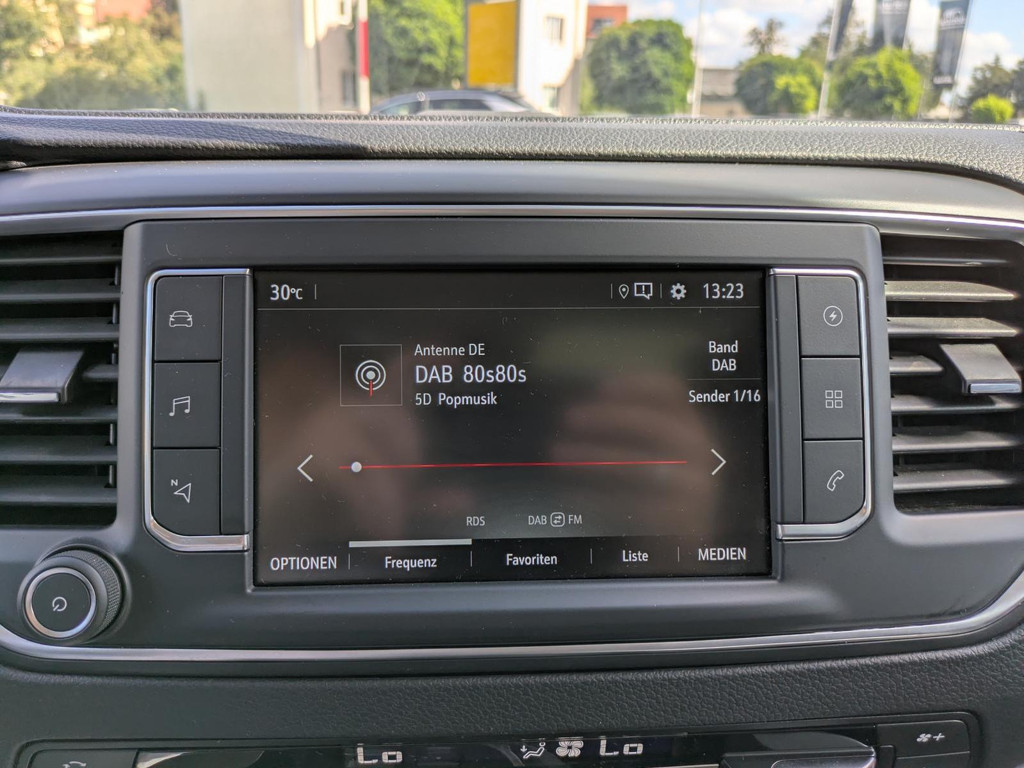 30°C
13:23
Antenne DE
DAB 80s80s
5D Popmusik
Band
DAB
Sender 1/16
N
RDS DAB FM
OPTIONEN Frequenz Favoriten Liste MEDIEN
Lo Lo